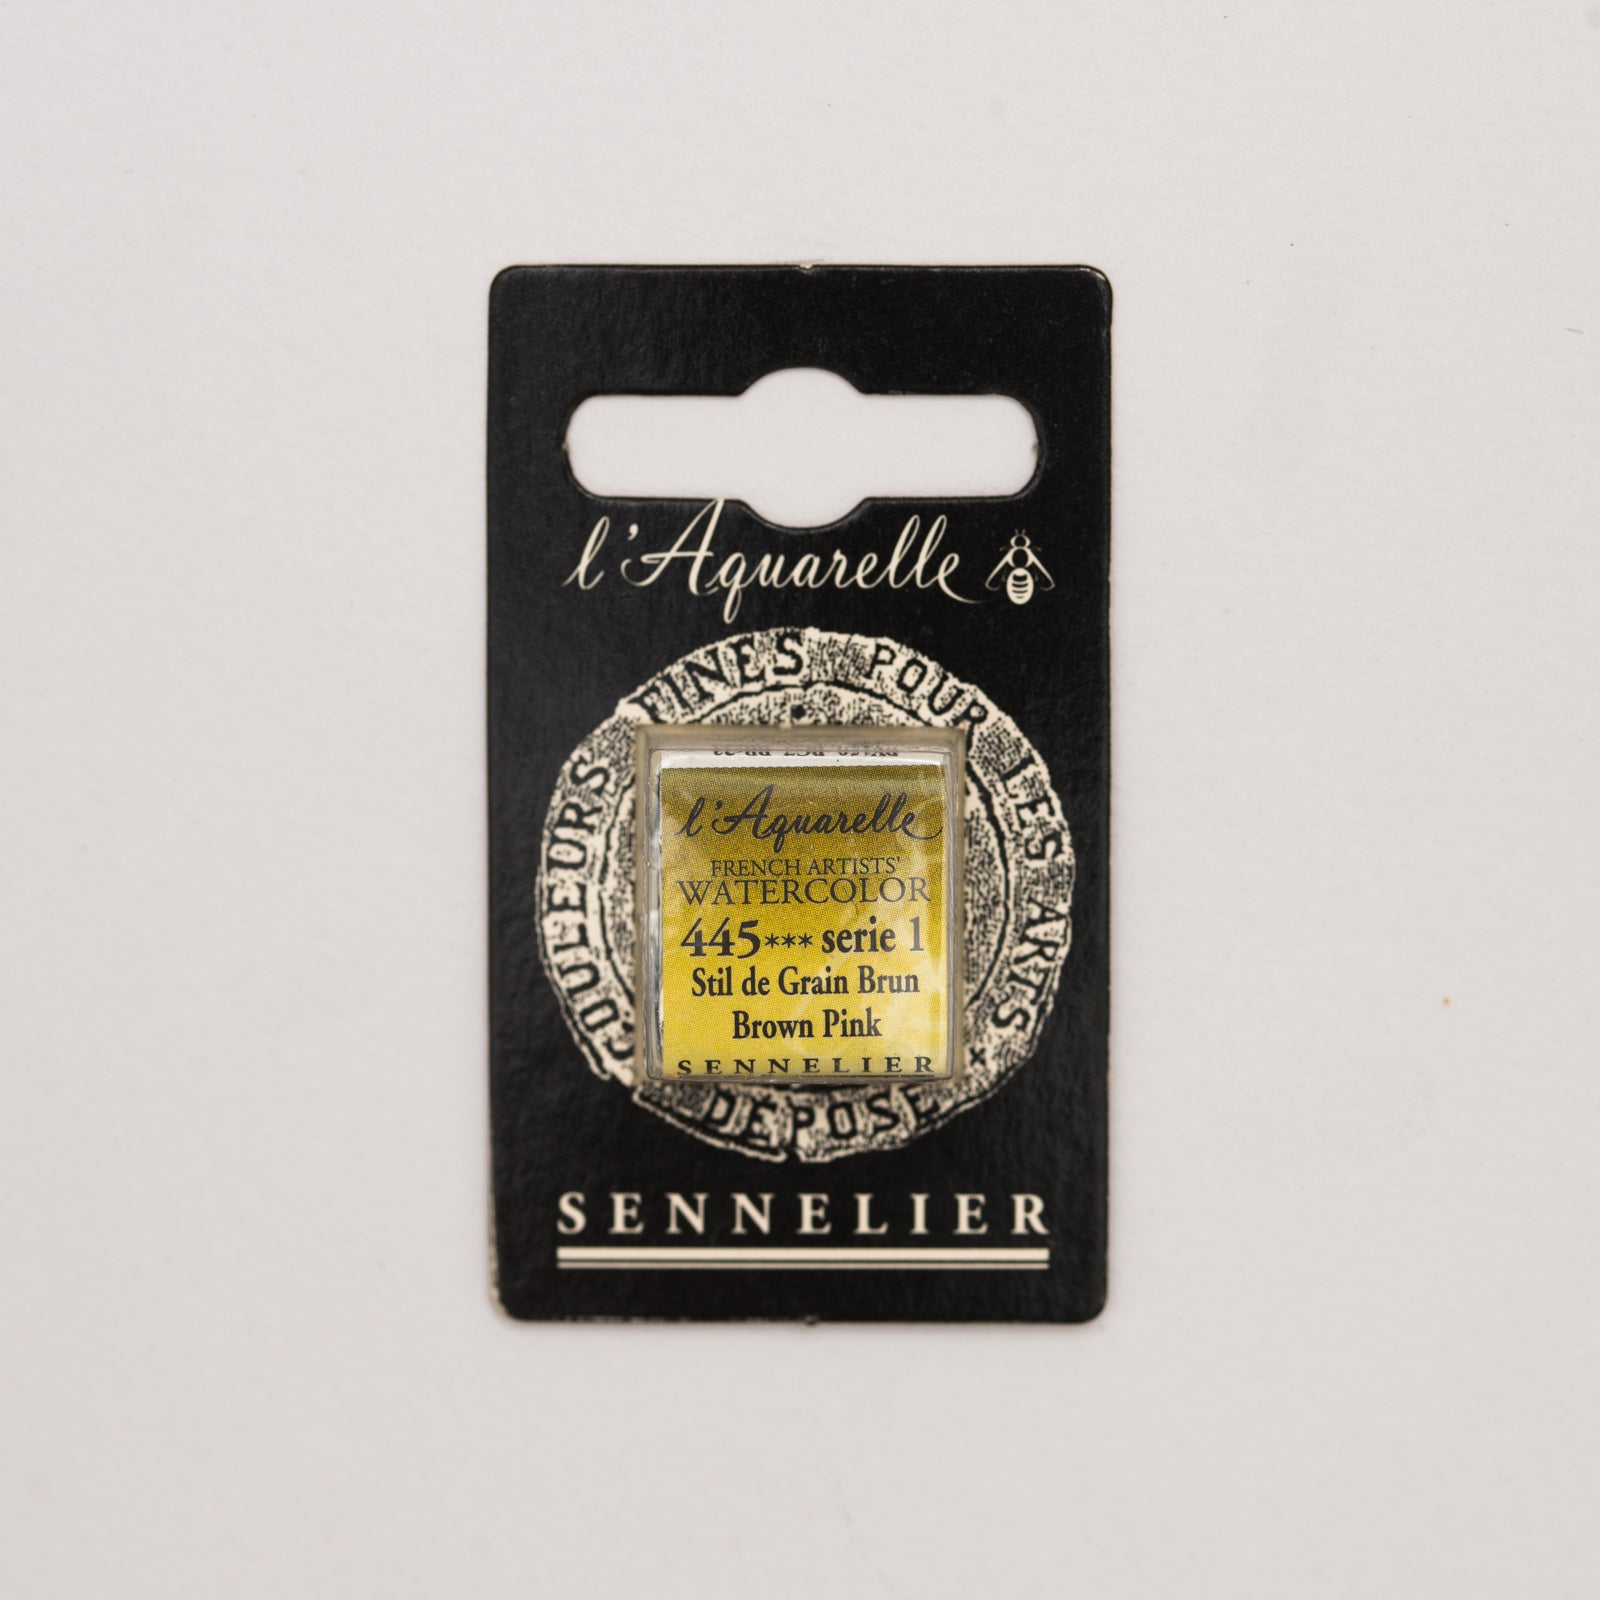 l'Aquarelle
COULEURS FINES POUR LES ARTS
l'Aquarelle
FRENCH ARTISTS'
WATERCOLOR
445*** serie 1
Stil de Grain Brun
Brown Pink
SENNELIER
DÉPOSÉ
SENNELIER